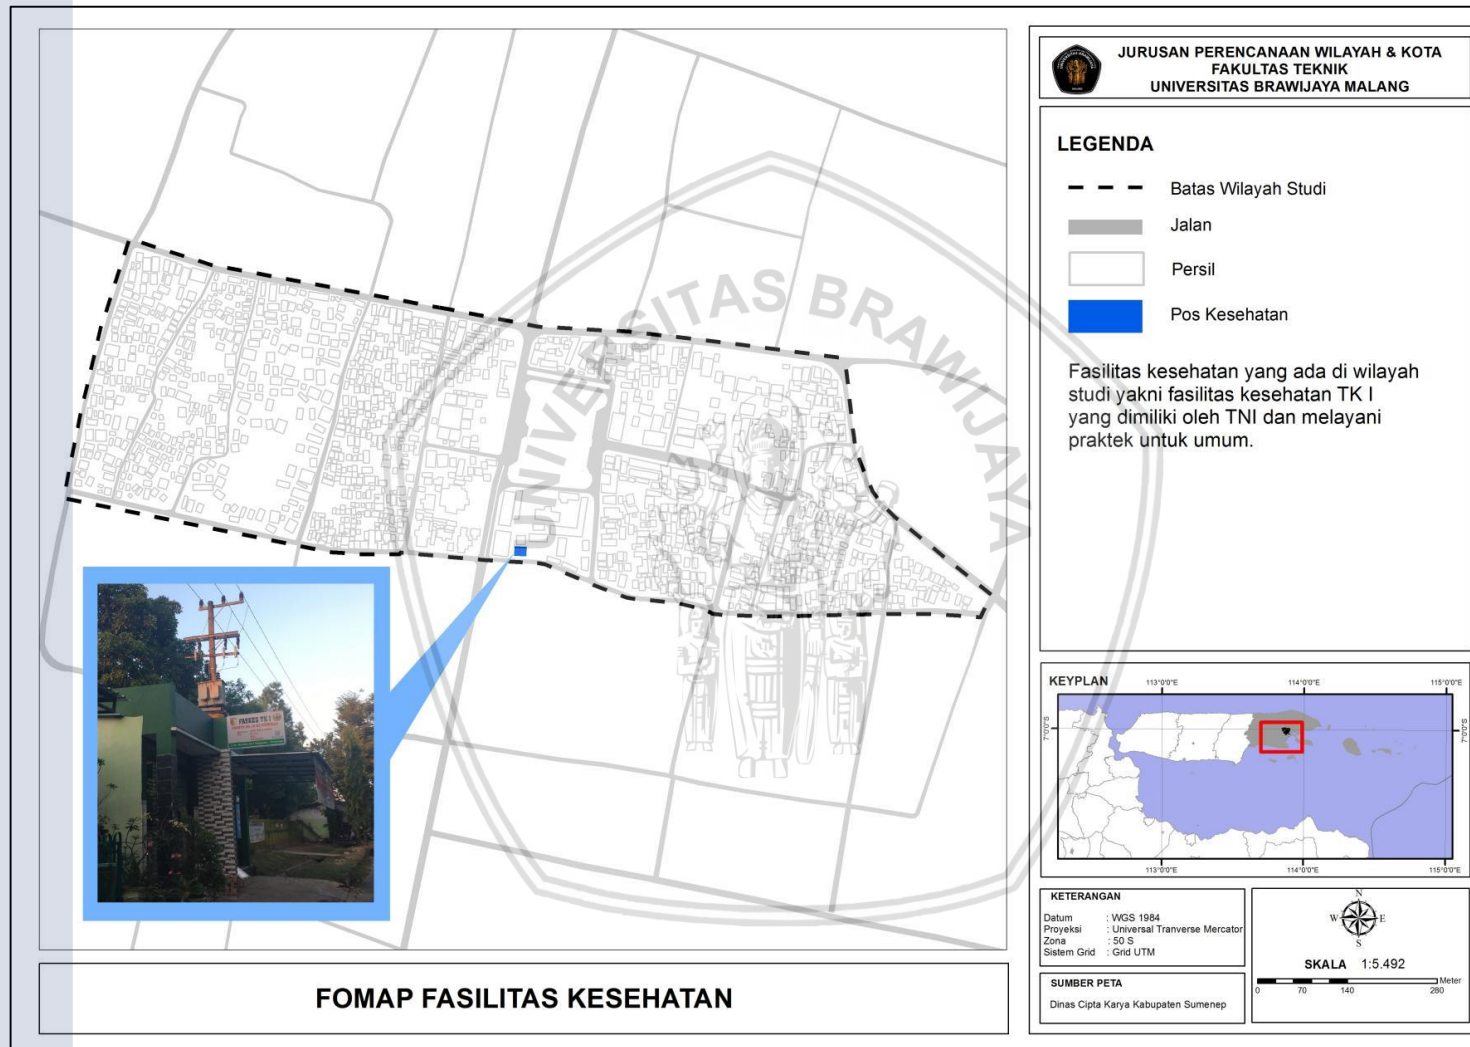 JURUSAN PERENCANAAN WILAYAH & KOTA
FAKULTAS TEKNIK
UNIVERSITAS BRAWIJAYA MALANG
LEGENDA
Batas Wilayah Studi
Jalan
Persil
Pos Kesehatan
Fasilitas kesehatan yang ada di wilayah
studi yakni fasilitas kesehatan TK I
yang dimiliki oleh TNI dan melayani
praktek untuk umum.
UNIVERSITAS BRAWIJAYA
FASKES TK I
KEYPLAN
113°0'0"E 114°0'0"E 115°0'0"E
7°0'0"S 7°0'0"S
113°0'0"E 114°0'0"E 115°0'0"E
KETERANGAN
Datum : WGS 1984
Proyeksi : Universal Tranverse Mercator
Zona : 50 S
Sistem Grid : Grid UTM
SUMBER PETA
Dinas Cipta Karya Kabupaten Sumenep
N
W E
S
SKALA 1:5.492
Meter
0 70 140 280
FOMAP FASILITAS KESEHATAN